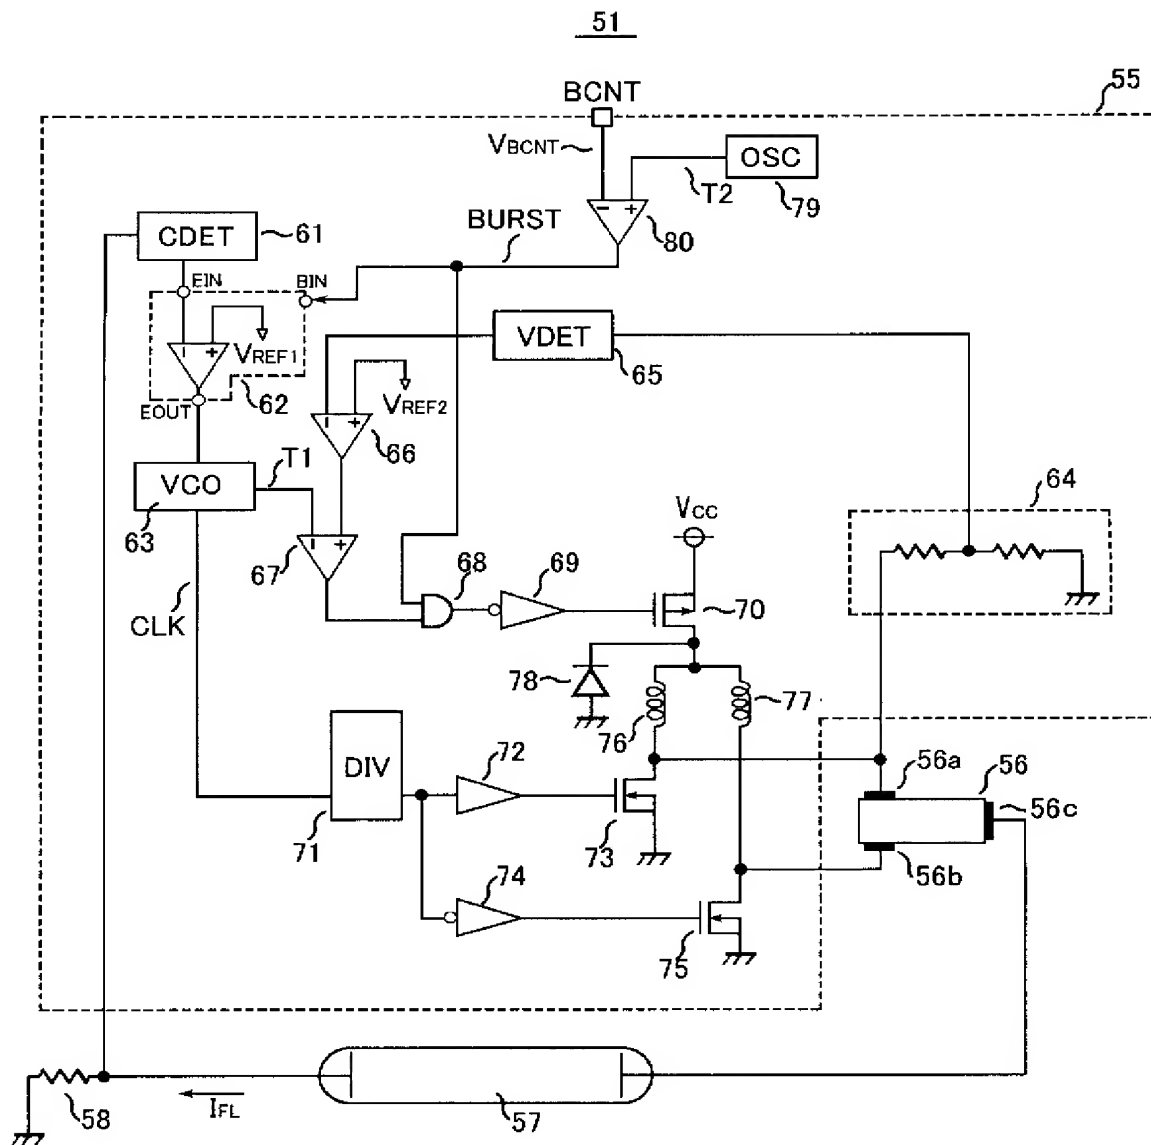 51
BCNT
55
VBCNT
OSC
T2
79
80
BURST
CDET
61
EIN
BIN
VREF1
EOUT
62
VDET
65
VREF2
66
T1
VCO
63
67
CLK
64
VCC
68
69
70
78
76
77
DIV
71
72
73
74
75
56a
56
56c
56b
58
IFL
57
- +
- +
- +
- +